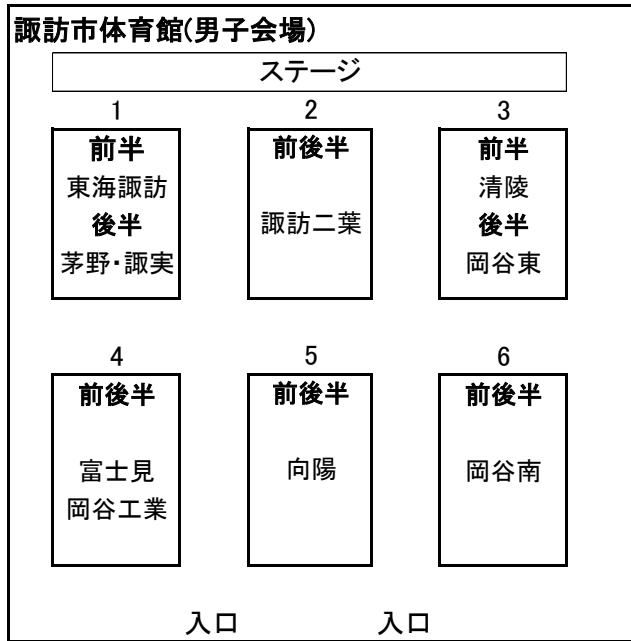 諏訪市体育館(男子会場)
ステージ
1
前半
東海諏訪
後半
茅野・諏実
2
前後半
諏訪二葉
3
前半
清陵
後半
岡谷東
4
前後半
富士見
岡谷工業
5
前後半
向陽
6
前後半
岡谷南
入口
入口